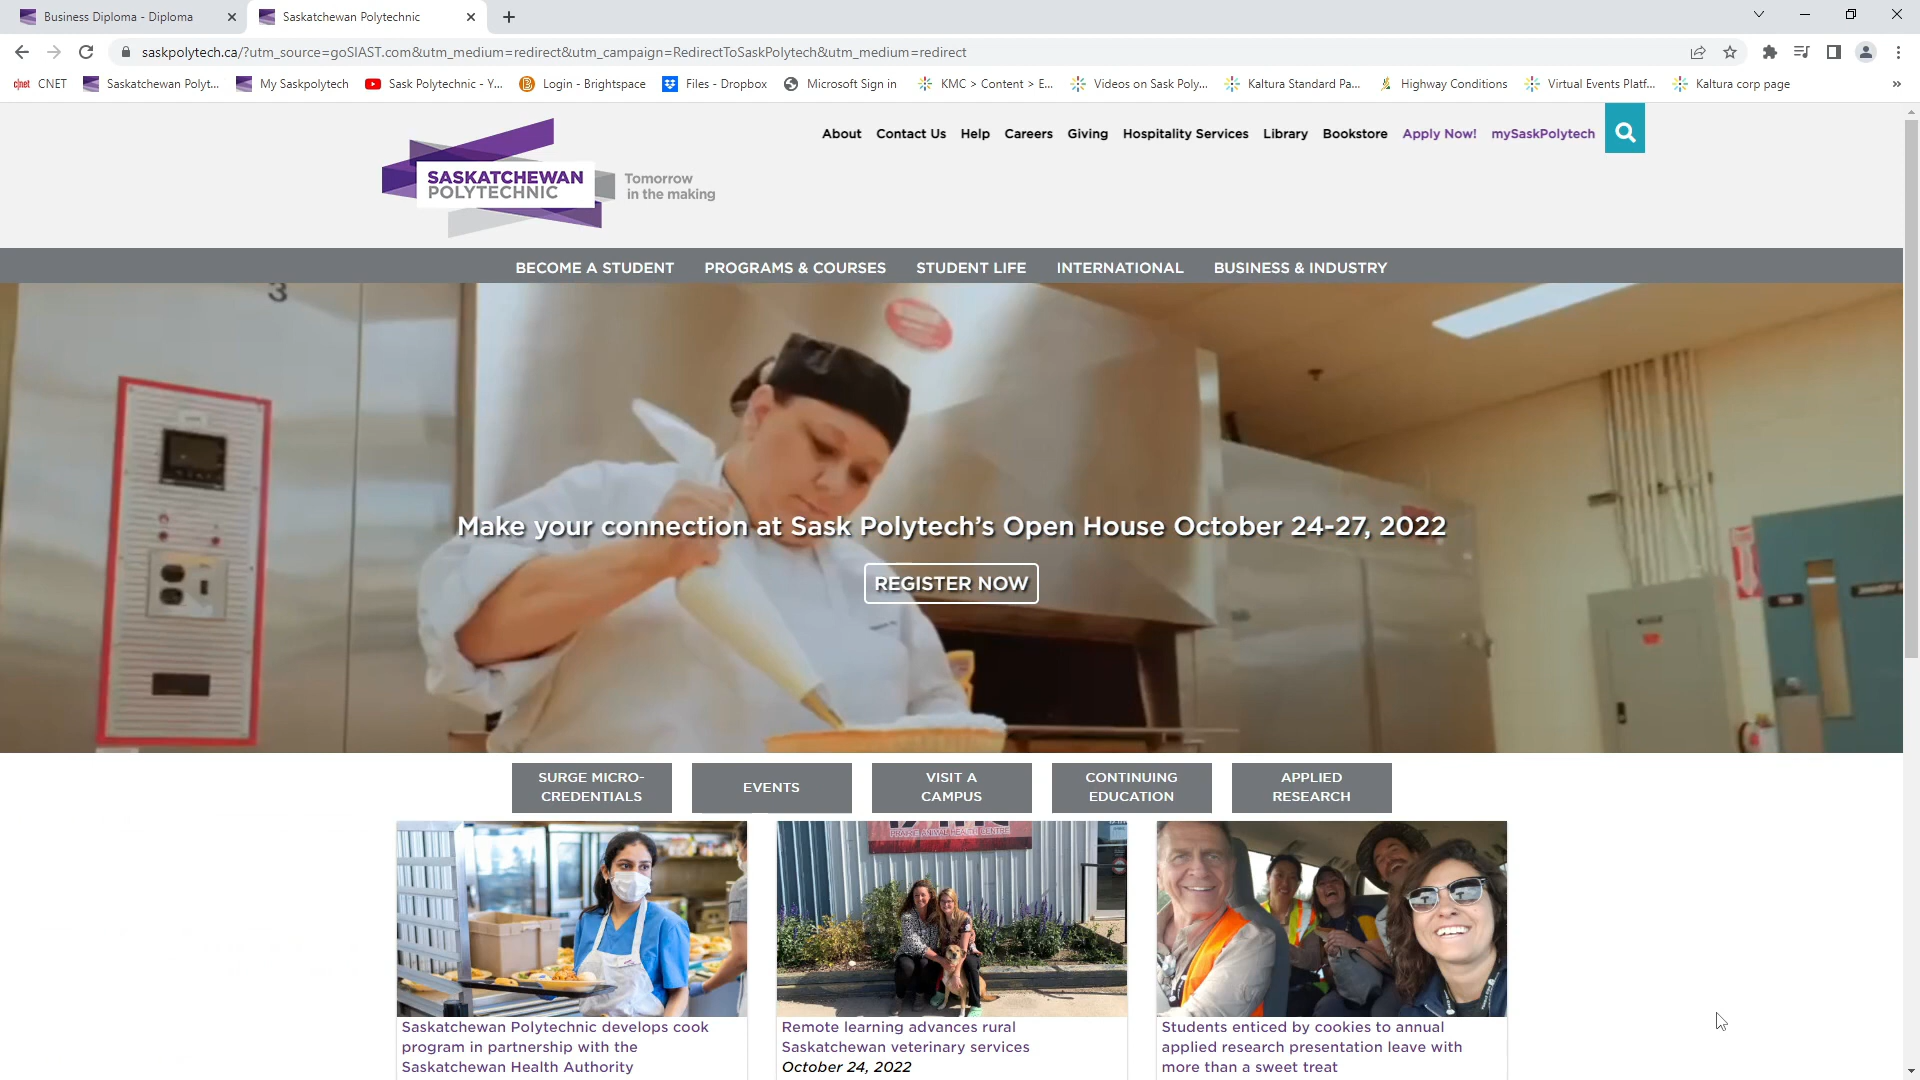 Business Diploma - Diploma
Saskatchewan Polytechnic
saskpolytech.ca/?utm_source=goSIAST.com&utm_medium=redirect&utm_campaign=RedirectToSaskPolytech&utm_medium=redirect
c|net CNET
Saskatchewan Polyt...
My Saskpolytech
Sask Polytechnic - Y...
Login - Brightspace
Files - Dropbox
Microsoft Sign in
KMC > Content > E...
Videos on Sask Poly...
Kaltura Standard Pa...
Highway Conditions
Virtual Events Platf...
Kaltura corp page
»
About Contact Us Help Careers Giving Hospitality Services Library Bookstore Apply Now! mySaskPolytech
SASKATCHEWAN
POLYTECHNIC
Tomorrow
in the making
BECOME A STUDENT PROGRAMS & COURSES STUDENT LIFE INTERNATIONAL BUSINESS & INDUSTRY
3
Make your connection at Sask Polytech's Open House October 24-27, 2022
REGISTER NOW
SURGE MICRO-
CREDENTIALS
EVENTS
VISIT A
CAMPUS
CONTINUING
EDUCATION
APPLIED
RESEARCH
PRAIRIE ANIMAL HEALTH CENTRE
Saskatchewan Polytechnic develops cook
program in partnership with the
Saskatchewan Health Authority
Remote learning advances rural
Saskatchewan veterinary services
October 24, 2022
Students enticed by cookies to annual
applied research presentation leave with
more than a sweet treat